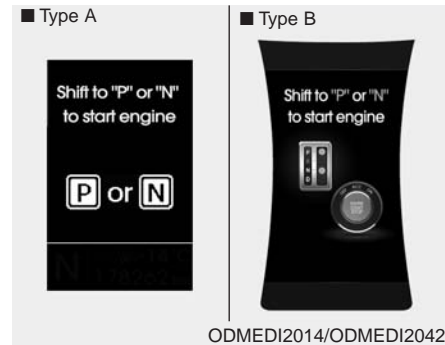 ■ Type A
Shift to "P" or "N"
to start engine
P or N
■ Type B
Shift to "P" or "N"
to start engine
ODMEDI2014/ODMEDI2042